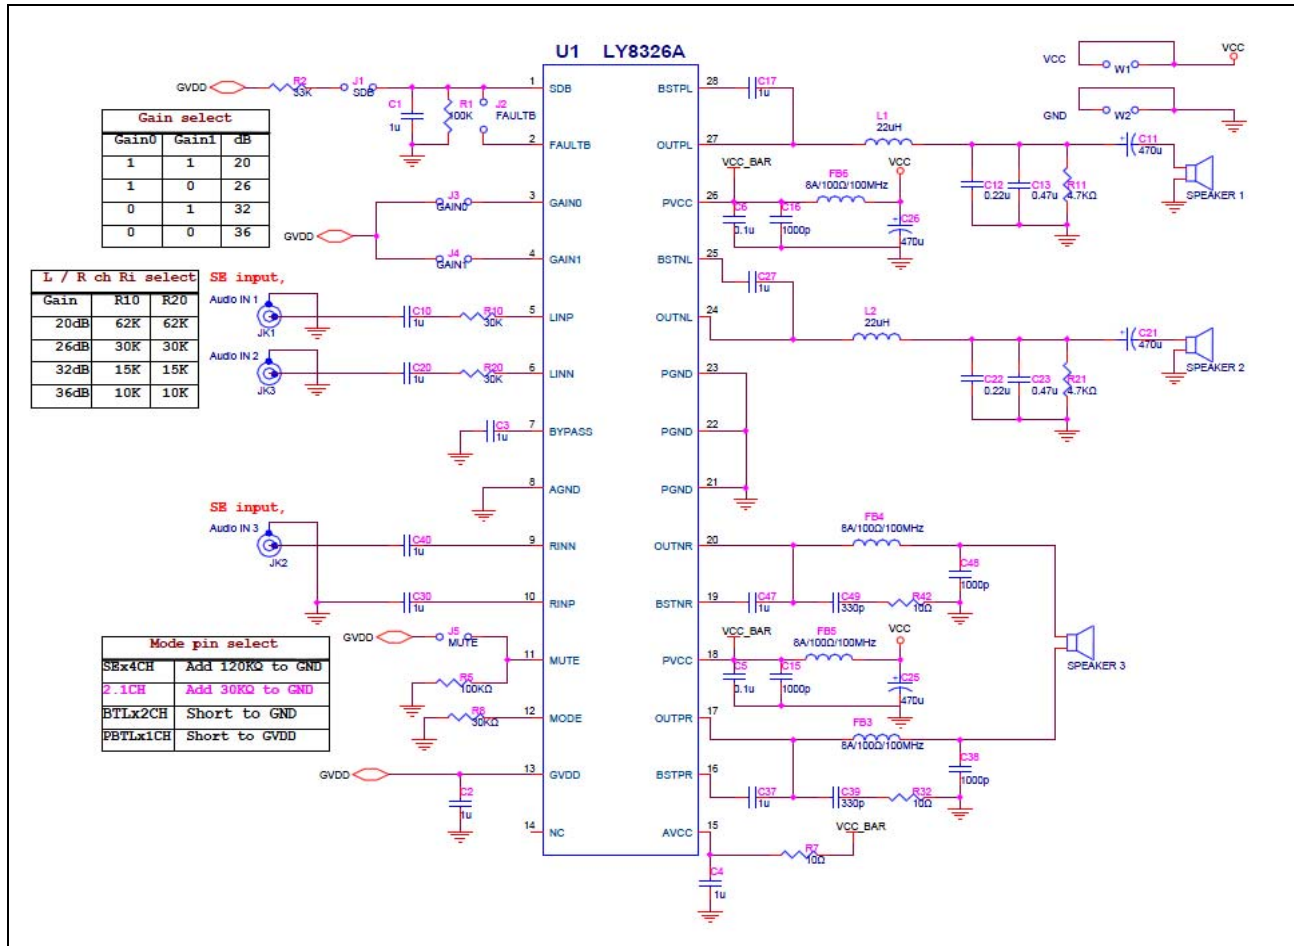 U1 LY8326A
GVDD
R2
33K
J1
SDB
C1
1u
R1
100K
J2
FAULTB
1 SDB
2 FAULTB
3 GAIN0
4 GAIN1
5 LINP
6 LINN
7 BYPASS
8 AGND
9 RINN
10 RINP
11 MUTE
12 MODE
13 GVDD
14 NC
BSTPL 28
OUTPL 27
PVCC 26
BSTNL 25
OUTNL 24
PGND 23
PGND 22
PGND 21
OUTNR 20
BSTNR 19
PVCC 18
OUTPR 17
BSTPR 16
AVCC 15
Gain select
Gain0 Gain1 dB
1 1 20
1 0 26
0 1 32
0 0 36
GVDD
J3
GAIN0
J4
GAIN1
L / R ch Ri select
Gain R10 R20
20dB 62K 62K
26dB 30K 30K
32dB 15K 15K
36dB 10K 10K
SE input,
Audio IN 1
JK1
C10
1u
R10
30K
Audio IN 2
JK3
C20
1u
R20
30K
C3
1u
SE input,
Audio IN 3
JK2
C40
1u
C30
1u
Mode pin select
SEx4CH Add 120KΩ to GND
2.1CH Add 30KΩ to GND
BTLx2CH Short to GND
PBTLx1CH Short to GVDD
GVDD
J5
MUTE
R5
100KΩ
R6
30KΩ
GVDD
C2
1u
C17
1u
L1
22uH
VCC
W1
VCC
GND
W2
C12
0.22u
C13
0.47u
R11
4.7KΩ
C11
470u
SPEAKER 1
VCC_BAR
C6
0.1u
C16
1000p
FB6
8A/100Ω/100MHz
VCC
C26
470u
C27
1u
L2
22uH
C22
0.22u
C23
0.47u
R21
4.7KΩ
C21
470u
SPEAKER 2
FB4
8A/100Ω/100MHz
C48
1000p
C47
1u
C49
330p
R42
10Ω
VCC_BAR
C5
0.1u
C15
1000p
FB5
8A/100Ω/100MHz
VCC
C25
470u
SPEAKER 3
FB3
8A/100Ω/100MHz
C38
1000p
C37
1u
C39
330p
R32
10Ω
VCC_BAR
R7
10Ω
C4
1u